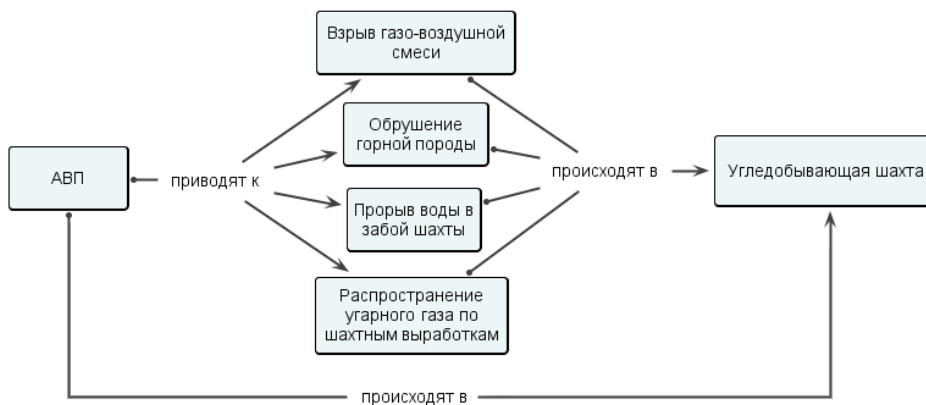 Взрыв газо-воздушной
смеси
Обрушение
горной породы
АВП
приводят к
происходят в
Угледобывающая шахта
Прорыв воды в
забой шахты
Распространение
угарного газа по
шахтным выработкам
происходят в